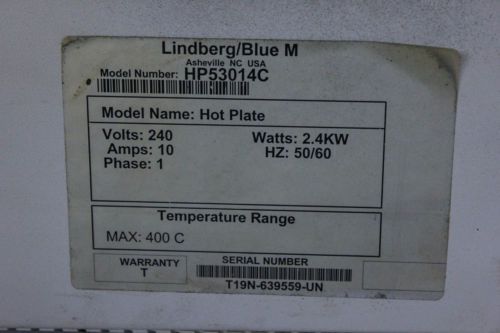 Lindberg/Blue M
Asheville NC USA
Model Number: HP53014C
Model Name: Hot Plate
Volts: 240 Watts: 2.4KW
Amps: 10 HZ: 50/60
Phase: 1
Temperature Range
MAX: 400 C
WARRANTY
T
SERIAL NUMBER
T19N-639559-UN